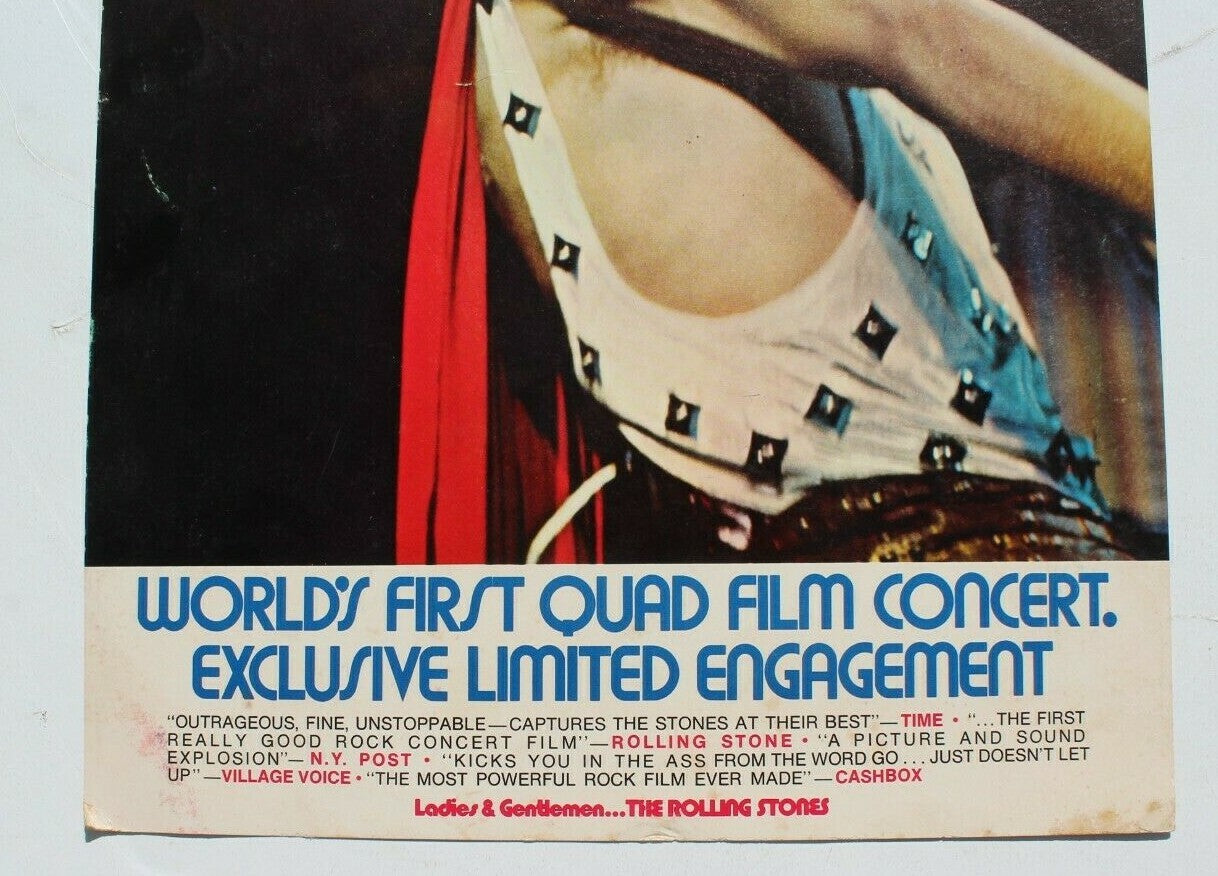 WORLD'S FIRST QUAD FILM CONCERT.
EXCLUSIVE LIMITED ENGAGEMENT
"OUTRAGEOUS, FINE, UNSTOPPABLE—CAPTURES THE STONES AT THEIR BEST"—TIME • "...THE FIRST
REALLY GOOD ROCK CONCERT FILM"—ROLLING STONE • "A PICTURE AND SOUND
EXPLOSION"—N.Y. POST • "KICKS YOU IN THE ASS FROM THE WORD GO...JUST DOESN'T LET
UP"—VILLAGE VOICE • "THE MOST POWERFUL ROCK FILM EVER MADE"—CASHBOX
Ladies & Gentlemen...THE ROLLING STONES